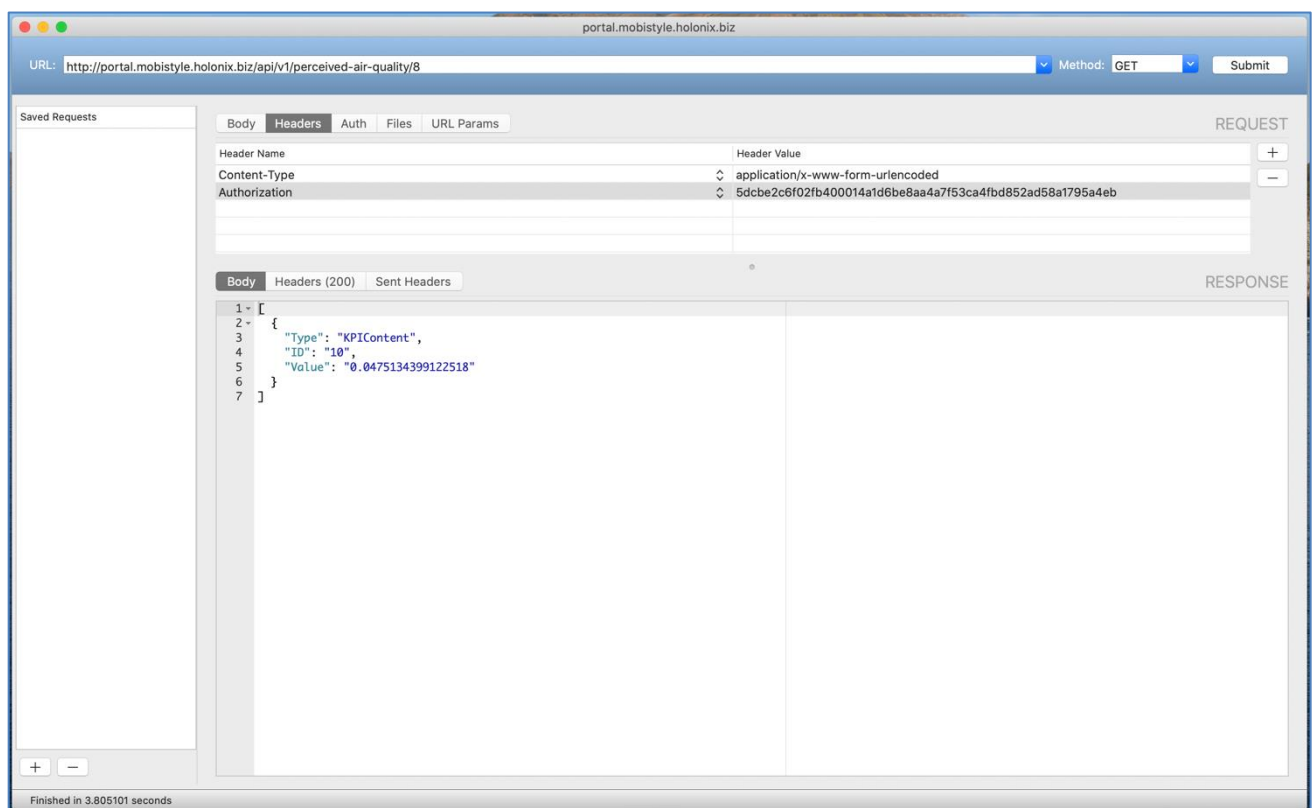 portal.mobistyle.holonix.biz
URL: http://portal.mobistyle.holonix.biz/api/v1/perceived-air-quality/8 Method: GET Submit
Saved Requests
Body Headers Auth Files URL Params REQUEST
Header Name Header Value +
Content-Type application/x-www-form-urlencoded −
Authorization 5dcbe2c6f02fb400014a1d6be8aa4a7f53ca4fbd852ad58a1795a4eb
Body Headers (200) Sent Headers RESPONSE
1 [
2 {
3 "Type": "KPIContent",
4 "ID": "10",
5 "Value": "0.0475134399122518"
6 }
7 ]
+ −
Finished in 3.805101 seconds